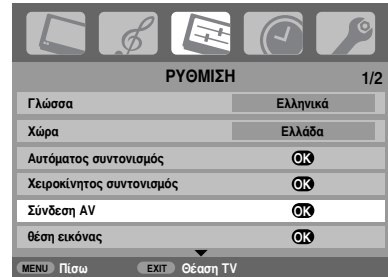 ΡΥΘΜΙΣΗ 1/2
Γλώσσα Ελληνικά
Χώρα Ελλάδα
Αυτόματος συντονισμός OK
Χειροκίνητος συντονισμός OK
Σύνδεση AV OK
θέση εικόνας OK
MENU Πίσω EXIT Θέαση TV